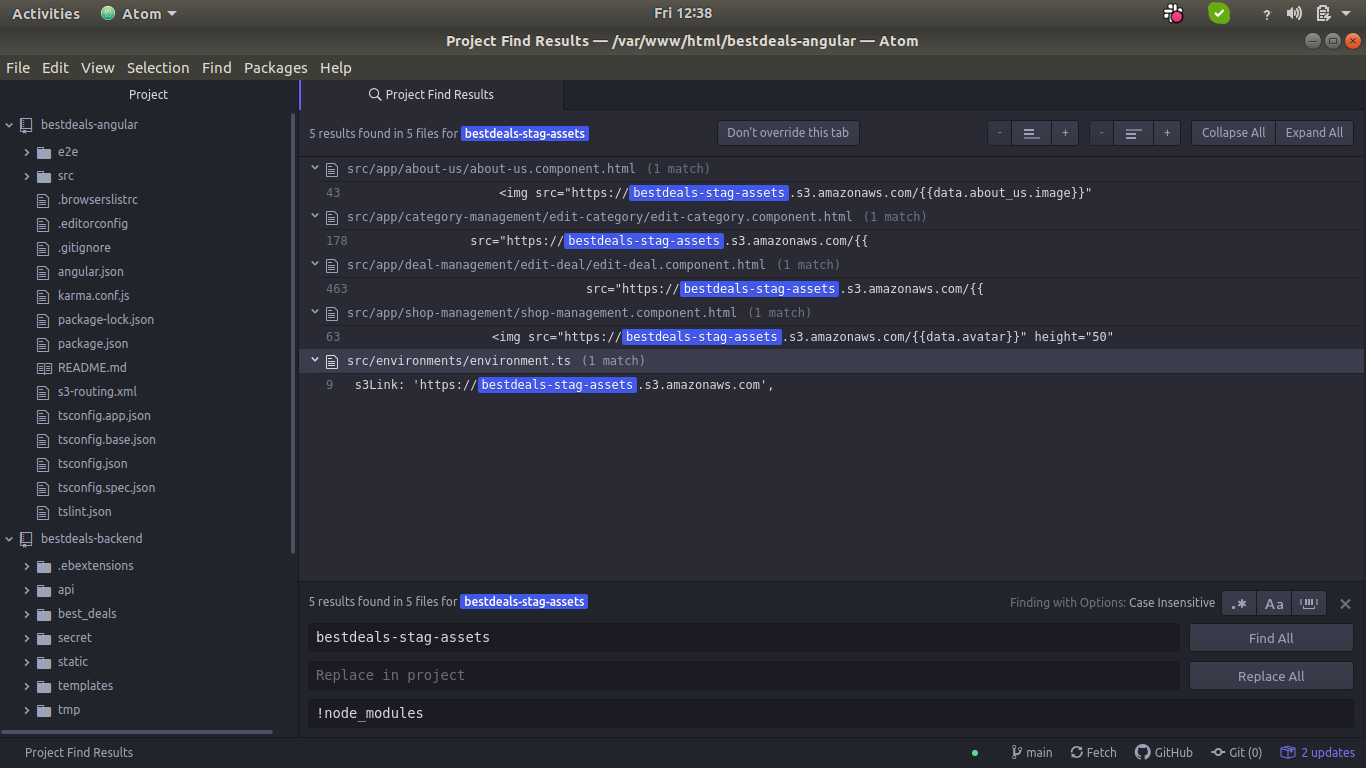 Activities Atom Fri 12:38 ?
Project Find Results — /var/www/html/bestdeals-angular — Atom
File Edit View Selection Find Packages Help
Project
bestdeals-angular
e2e
src
.browserslistrc
.editorconfig
.gitignore
angular.json
karma.conf.js
package-lock.json
package.json
README.md
s3-routing.xml
tsconfig.app.json
tsconfig.base.json
tsconfig.json
tsconfig.spec.json
tslint.json
bestdeals-backend
.ebextensions
api
best_deals
secret
static
templates
tmp
Project Find Results
5 results found in 5 files for bestdeals-stag-assets Don't override this tab - + - + Collapse All Expand All
src/app/about-us/about-us.component.html (1 match)
43 <img src="https://bestdeals-stag-assets.s3.amazonaws.com/{{data.about_us.image}}"
src/app/category-management/edit-category/edit-category.component.html (1 match)
178 src="https://bestdeals-stag-assets.s3.amazonaws.com/{{
src/app/deal-management/edit-deal/edit-deal.component.html (1 match)
463 src="https://bestdeals-stag-assets.s3.amazonaws.com/{{
src/app/shop-management/shop-management.component.html (1 match)
63 <img src="https://bestdeals-stag-assets.s3.amazonaws.com/{{data.avatar}}" height="50"
src/environments/environment.ts (1 match)
9 s3Link: 'https://bestdeals-stag-assets.s3.amazonaws.com',
5 results found in 5 files for bestdeals-stag-assets Finding with Options: Case Insensitive .* Aa
bestdeals-stag-assets Find All
Replace in project Replace All
!node_modules
Project Find Results main Fetch GitHub Git (0) 2 updates